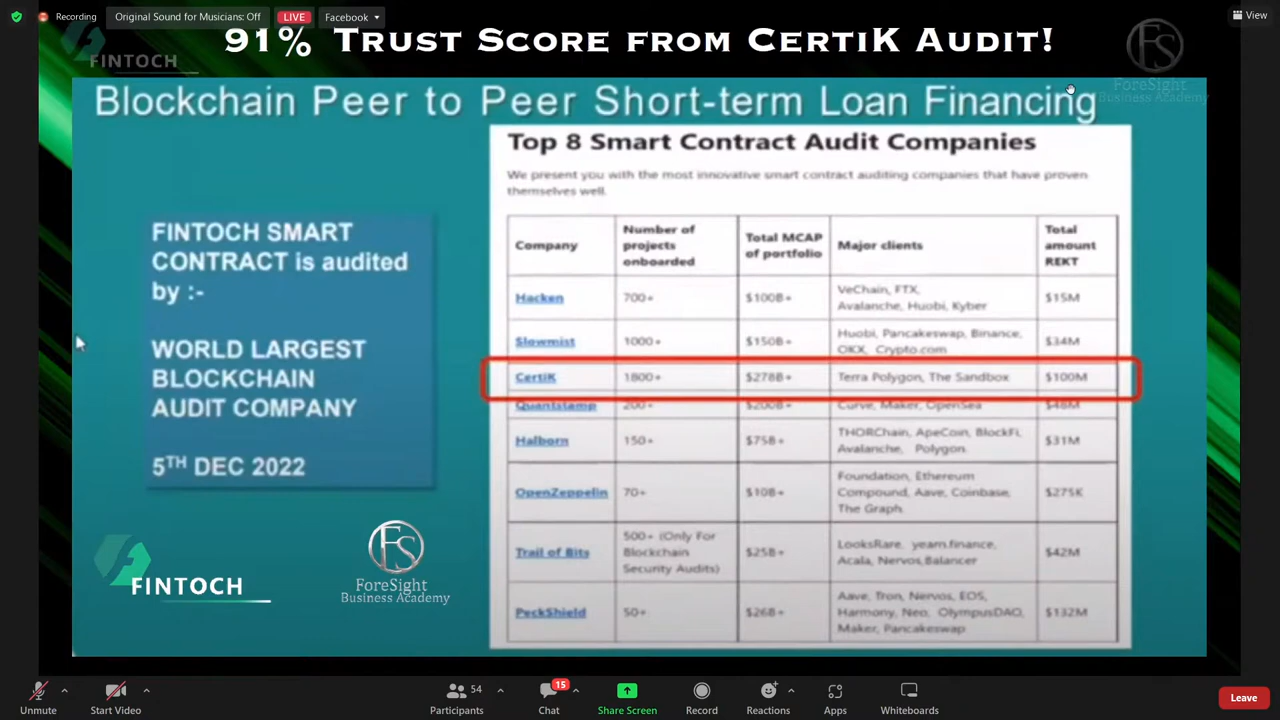 Recording
Original Sound for Musicians: Off
LIVE
Facebook
View
91% TRUST SCORE FROM CERTIK AUDIT!
FINTOCH
FS
ForeSight
Business Academy
Blockchain Peer to Peer Short-term Loan Financing
FINTOCH SMART
CONTRACT is audited
by :-
WORLD LARGEST
BLOCKCHAIN
AUDIT COMPANY
5TH DEC 2022
FINTOCH
FS
ForeSight
Business Academy
Top 8 Smart Contract Audit Companies
We present you with the most innovative smart contract auditing companies that have proven
themselves well.
Company
Number of
projects
onboarded
Total MCAP
of portfolio
Major clients
Total
amount
REKT
Hacken
700+
$100B+
VeChain, FTX,
Avalanche, Huobi, Kyber
$15M
Slowmist
1000+
$150B+
Huobi, Pancakeswap, Binance,
OKX, Crypto.com
$34M
CertiK
1800+
$278B+
Terra Polygon, The Sandbox
$100M
Quantstamp
200+
$200B+
Curve, Maker, OpenSea
$48M
Halborn
150+
$75B+
THORChain, ApeCoin, BlockFi,
Avalanche, Polygon.
$31M
OpenZeppelin
70+
$10B+
Foundation, Ethereum
Compound, Aave, Coinbase,
The Graph.
$275K
Trail of Bits
500+ (Only For
Blockchain
Security Audits)
$25B+
LooksRare, yearn.finance,
Acala, Nervos,Balancer
$42M
PeckShield
50+
$26B+
Aave, Tron, Nervos, EOS,
Harmony, Neo, OlympusDAO,
Maker, Pancakeswap
$132M
Unmute
Start Video
54
Participants
15
Chat
Share Screen
Record
Reactions
Apps
Whiteboards
Leave